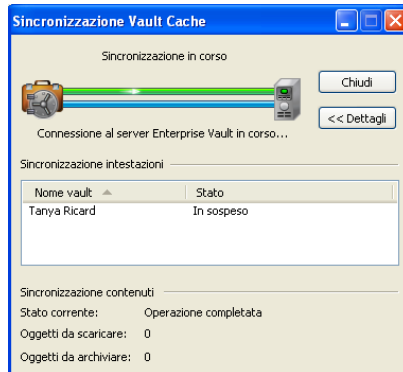 Sincronizzazione Vault Cache
Sincronizzazione in corso
Chiudi
<< Dettagli
Connessione al server Enterprise Vault in corso...
Sincronizzazione intestazioni
Nome vault Stato
Tanya Ricard In sospeso
Sincronizzazione contenuti
Stato corrente: Operazione completata
Oggetti da scaricare: 0
Oggetti da archiviare: 0